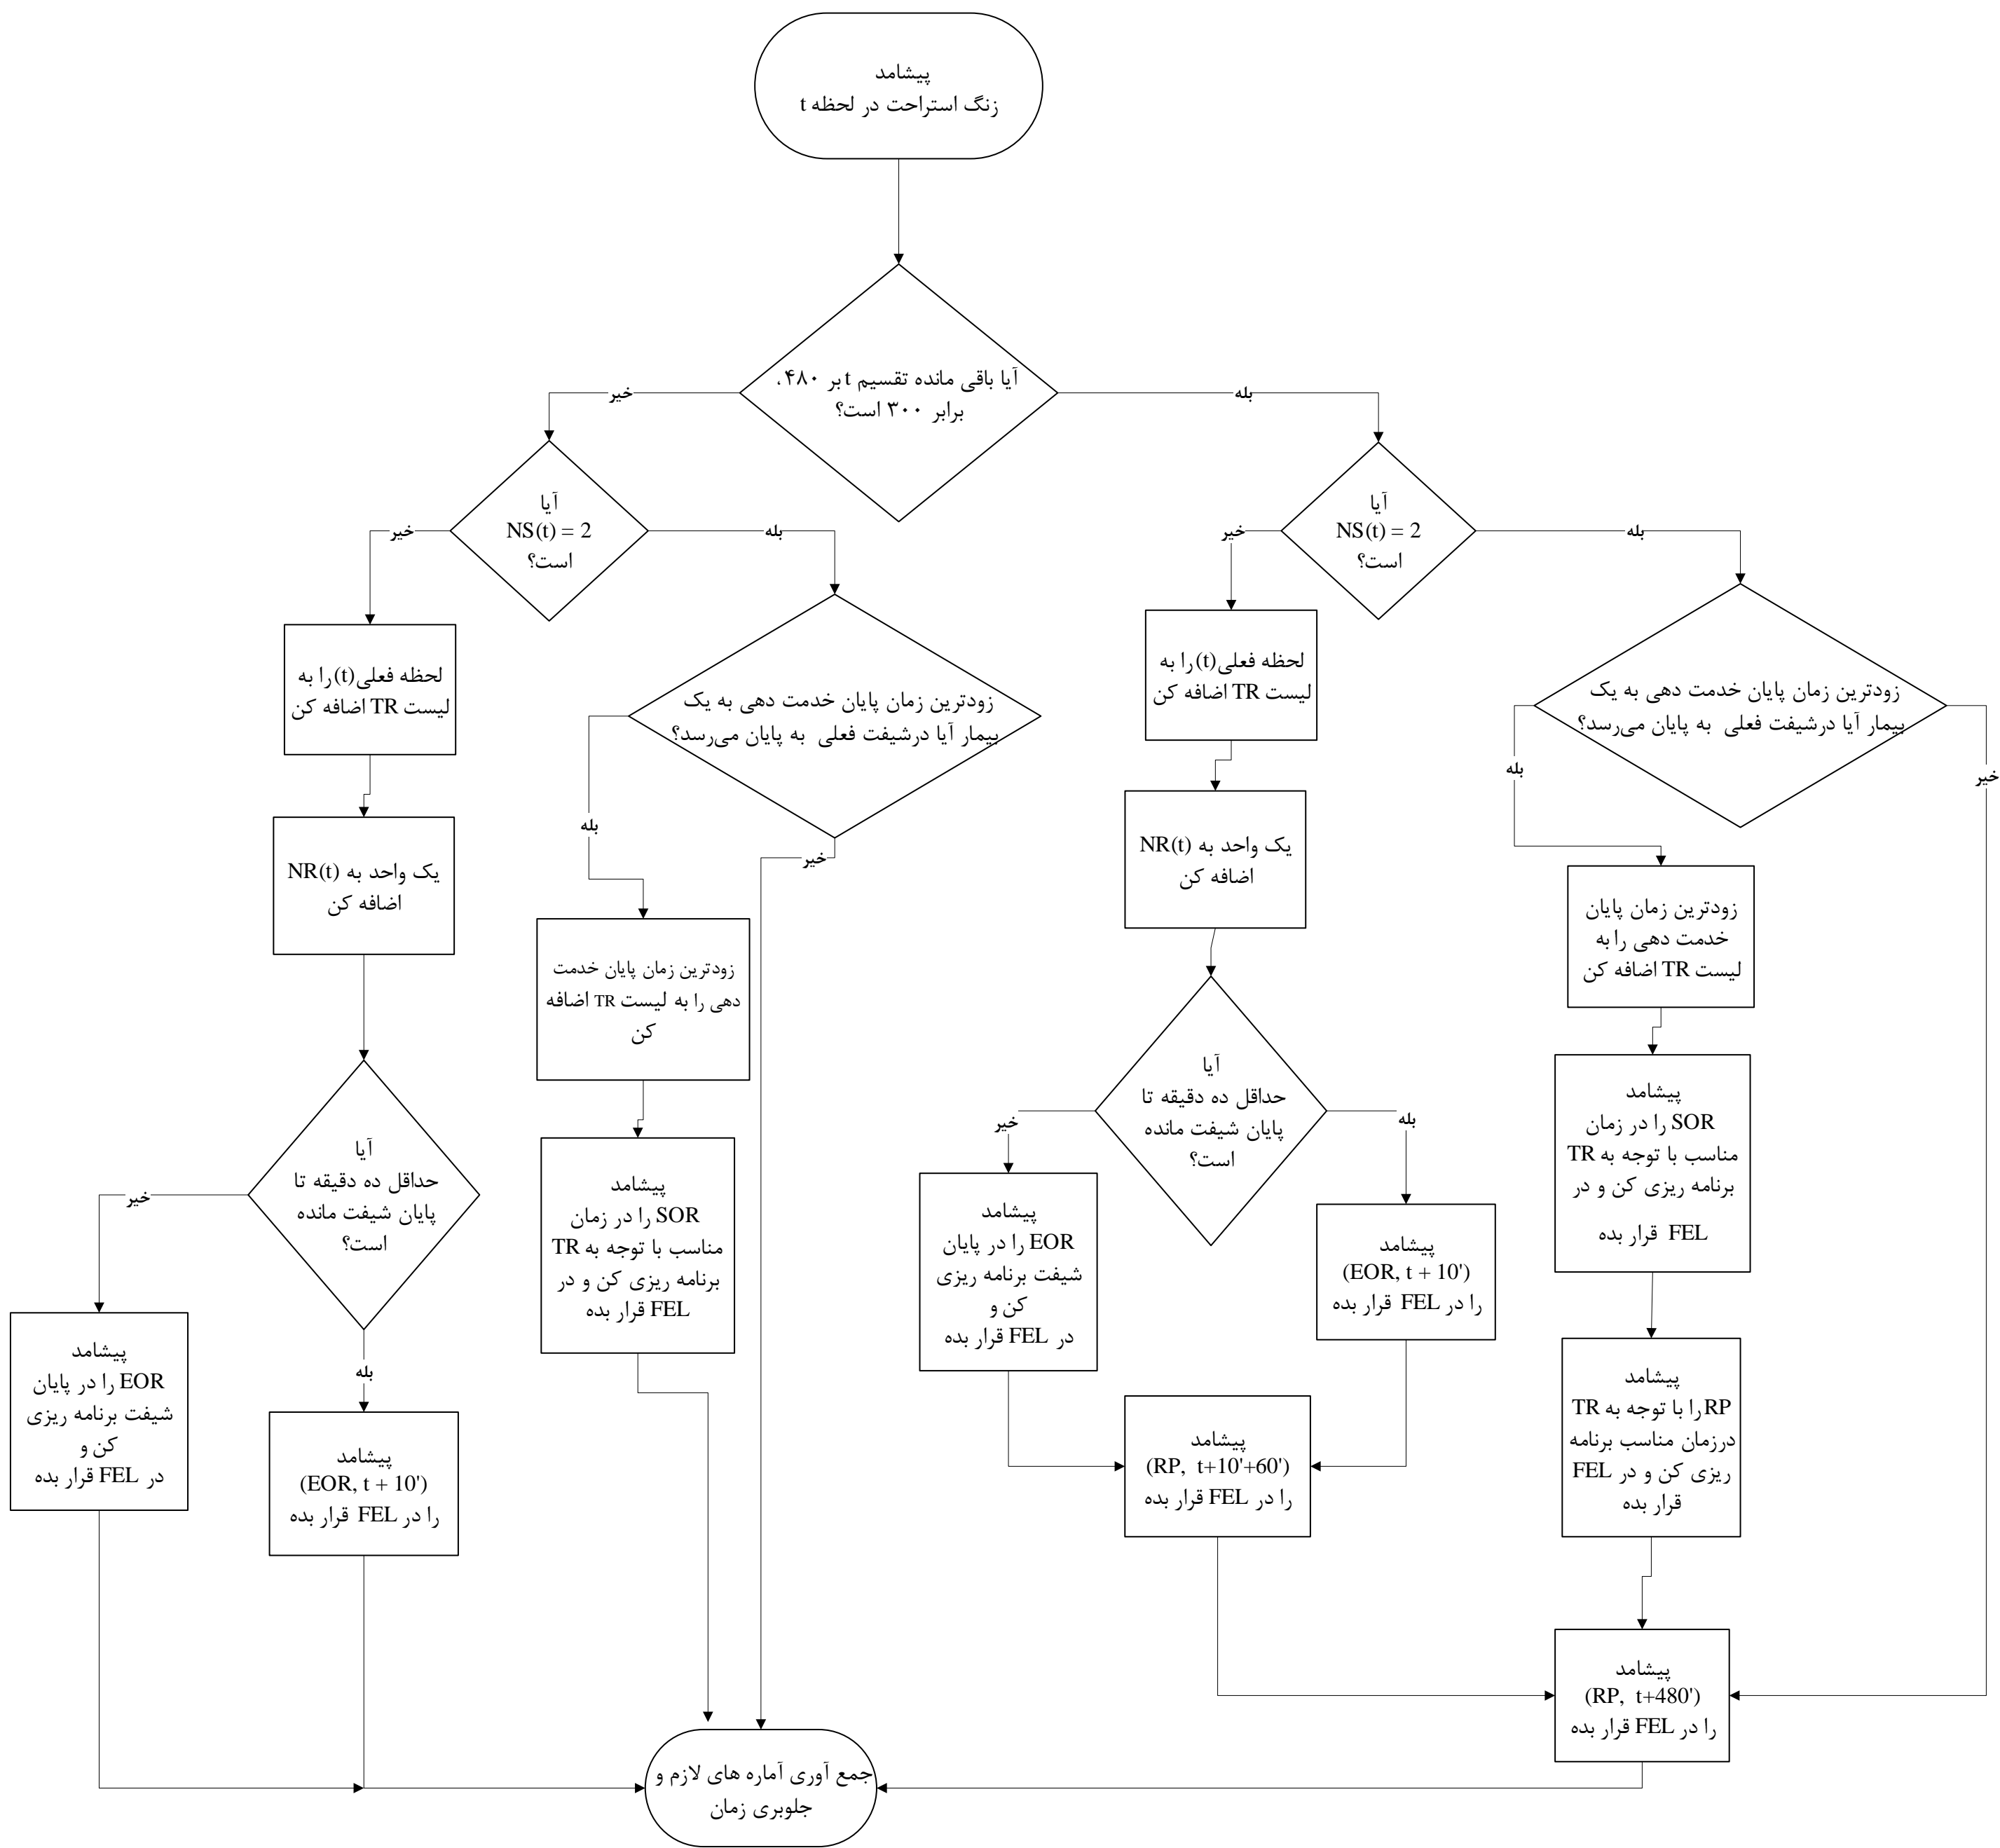 پیشامد
زنگ استراحت در لحظه t
آیا باقی مانده تقسیم t بر ۴۸۰،
برابر ۳۰۰ است؟
خیر
بله
آیا
NS(t) = 2
است؟
خیر
بله
آیا
NS(t) = 2
است؟
خیر
بله
لحظه فعلی(t) را به
لیست TR اضافه کن
زودترین زمان پایان خدمت دهی به یک
بیمار آیا درشیفت فعلی به پایان می‌رسد؟
بله
خیر
لحظه فعلی(t) را به
لیست TR اضافه کن
زودترین زمان پایان خدمت دهی به یک
بیمار آیا درشیفت فعلی به پایان می‌رسد؟
بله
خیر
یک واحد به NR(t)
اضافه کن
زودترین زمان پایان خدمت
دهی را به لیست TR اضافه
کن
یک واحد به NR(t)
اضافه کن
زودترین زمان پایان
خدمت دهی را به
لیست TR اضافه کن
آیا
حداقل ده دقیقه تا
پایان شیفت مانده
است؟
خیر
بله
پیشامد
SOR را در زمان
مناسب با توجه به TR
برنامه ریزی کن و در
FEL قرار بده
آیا
حداقل ده دقیقه تا
پایان شیفت مانده
است؟
خیر
بله
پیشامد
SOR را در زمان
مناسب با توجه به TR
برنامه ریزی کن و در
FEL قرار بده
پیشامد
EOR را در پایان
شیفت برنامه ریزی
کن و
در FEL قرار بده
پیشامد
(EOR, t + 10')
را در FEL قرار بده
پیشامد
EOR را در پایان
شیفت برنامه ریزی
کن و
در FEL قرار بده
پیشامد
(EOR, t + 10')
را در FEL قرار بده
پیشامد
RP را با توجه به TR
درزمان مناسب برنامه
ریزی کن و در FEL
قرار بده
پیشامد
(RP, t+10'+60')
را در FEL قرار بده
پیشامد
(RP, t+480')
را در FEL قرار بده
جمع آوری آماره های لازم و
جلوبری زمان